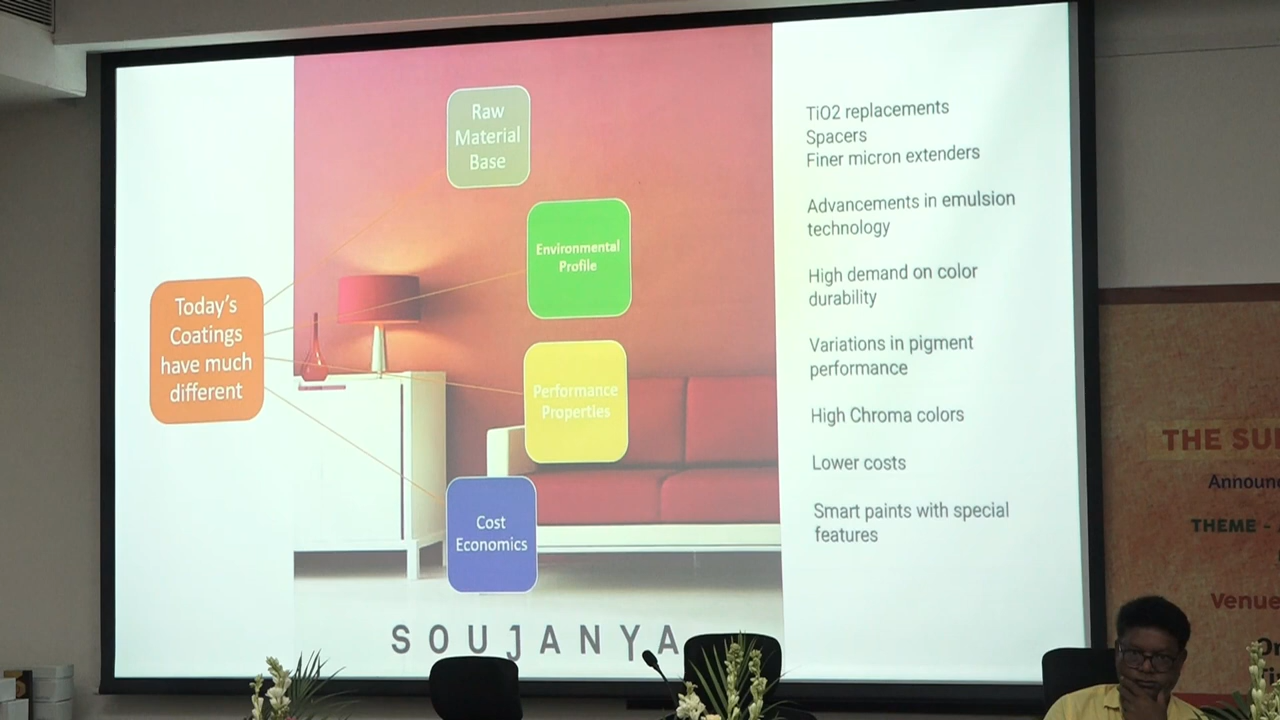 Today's
Coatings
have much
different
Raw
Material
Base
Environmental
Profile
Performance
Properties
Cost
Economics
SOUJANYA
TiO2 replacements
Spacers
Finer micron extenders
Advancements in emulsion
technology
High demand on color
durability
Variations in pigment
performance
High Chroma colors
Lower costs
Smart paints with special
features
THE
THEME -
Venue